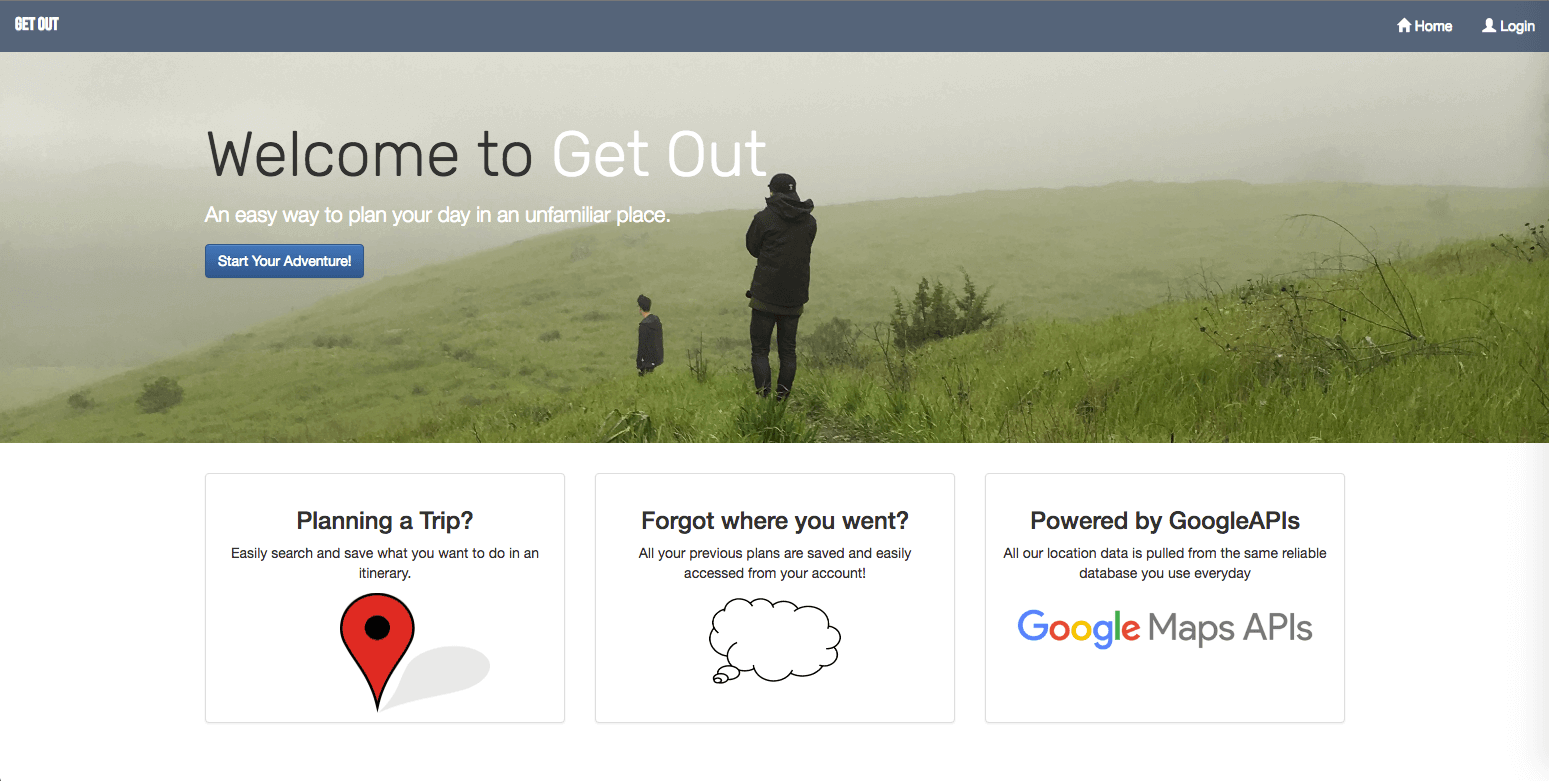 GET OUT
Home
Login
Welcome to Get Out
An easy way to plan your day in an unfamiliar place.
Start Your Adventure!
Planning a Trip?
Easily search and save what you want to do in an
itinerary.
Forgot where you went?
All your previous plans are saved and easily
accessed from your account!
Powered by GoogleAPIs
All our location data is pulled from the same reliable
database you use everyday
Google Maps APIs